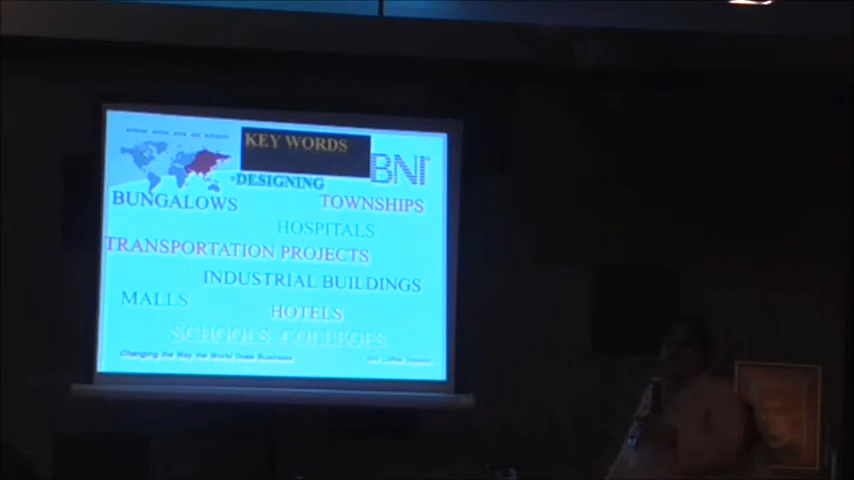 KEY WORDS
BNI
DESIGNING
BUNGALOWS
TOWNSHIPS
HOSPITALS
TRANSPORTATION PROJECTS
INDUSTRIAL BUILDINGS
MALLS
HOTELS
SCHOOLS, COLLEGES
Changing the Way the World Does Business